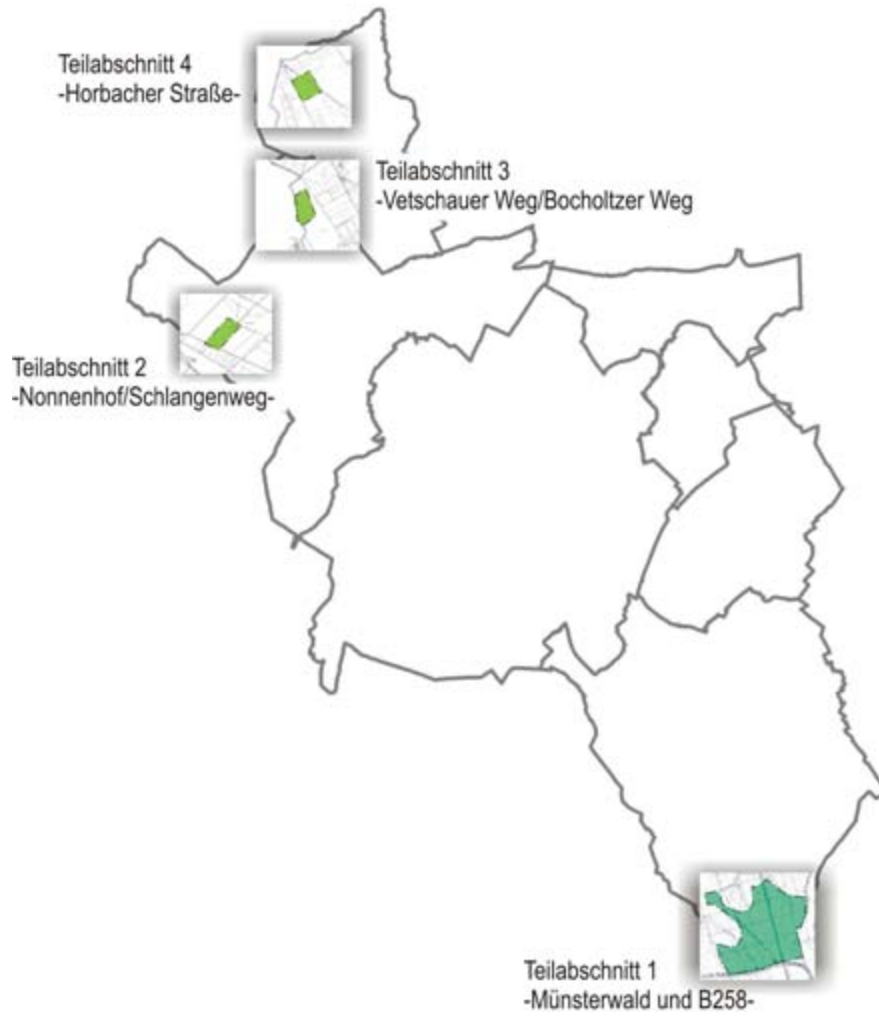 Teilabschnitt 4
-Horbacher Straße-
Teilabschnitt 3
-Vetschauer Weg/Bocholtzer Weg
Teilabschnitt 2
-Nonnenhof/Schlangenweg-
Teilabschnitt 1
-Münsterwald und B258-